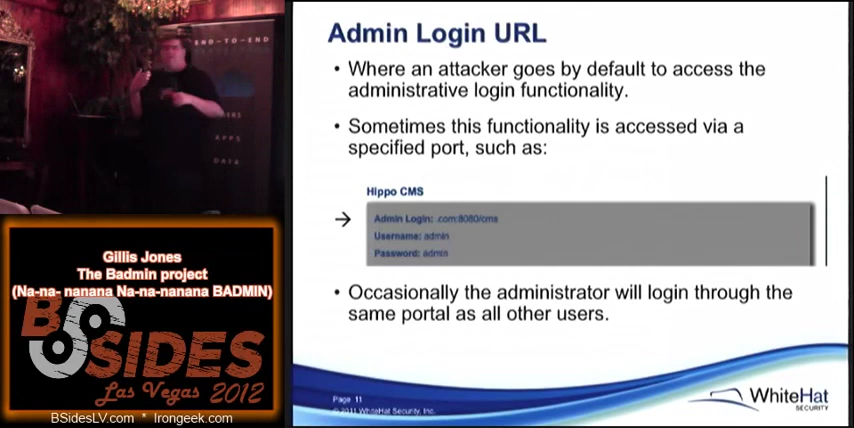 END-TO-END
APPS
DATA
Gillis Jones
The Badmin project
(Na-na- nanana Na-na-nanana BADMIN)
BSIDES
Las Vegas 2012
BSidesLV.com * Irongeek.com
Admin Login URL
• Where an attacker goes by default to access the
administrative login functionality.
• Sometimes this functionality is accessed via a
specified port, such as:
Hippo CMS
→ Admin Login: .com:8080/cms
Username: admin
Password: admin
• Occasionally the administrator will login through the
same portal as all other users.
Page 11
© 2011 WhiteHat Security, Inc.
WhiteHat
SECURITY